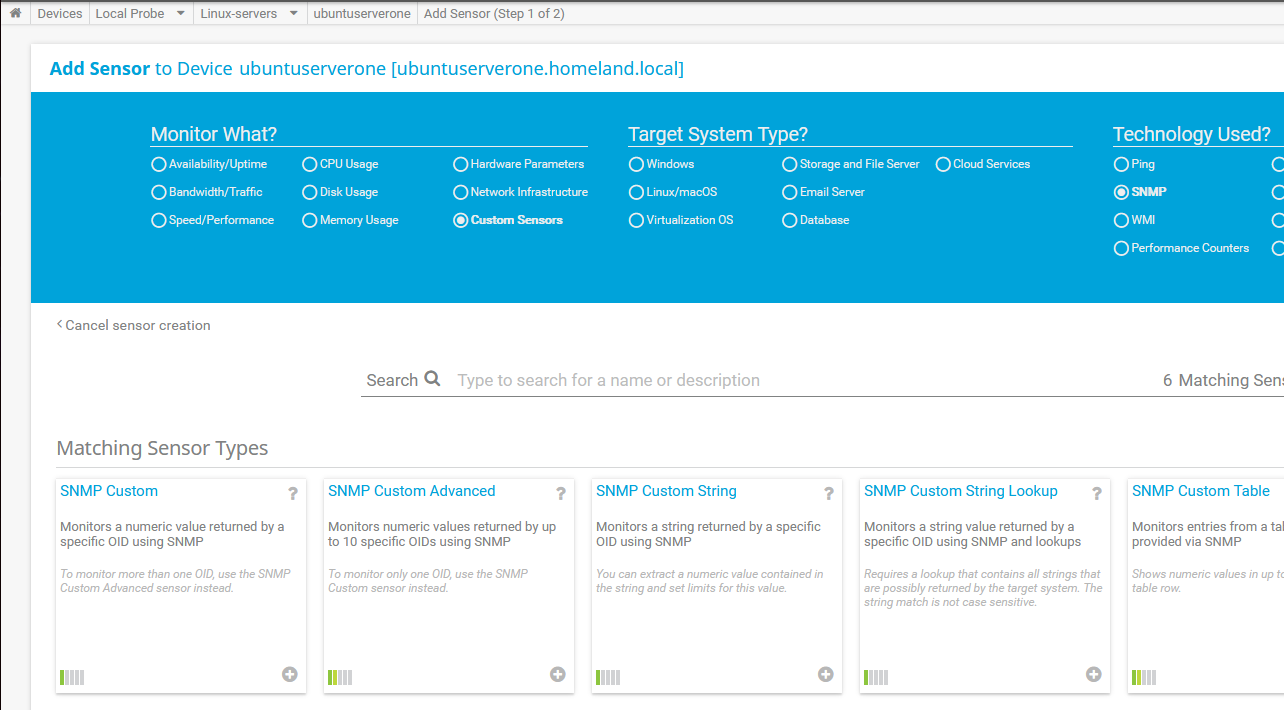 Devices Local Probe Linux-servers ubuntuserverone Add Sensor (Step 1 of 2)
Add Sensor to Device ubuntuserverone [ubuntuserverone.homeland.local]
Monitor What?
Availability/Uptime CPU Usage Hardware Parameters
Bandwidth/Traffic Disk Usage Network Infrastructure
Speed/Performance Memory Usage Custom Sensors
Target System Type?
Windows Storage and File Server Cloud Services
Linux/macOS Email Server
Virtualization OS Database
Technology Used?
Ping
SNMP
WMI
Performance Counters
Cancel sensor creation
Search Type to search for a name or description 6 Matching Sens
Matching Sensor Types
SNMP Custom ?
Monitors a numeric value returned by a
specific OID using SNMP
To monitor more than one OID, use the SNMP
Custom Advanced sensor instead.
SNMP Custom Advanced ?
Monitors numeric values returned by up
to 10 specific OIDs using SNMP
To monitor only one OID, use the SNMP
Custom sensor instead.
SNMP Custom String ?
Monitors a string returned by a specific
OID using SNMP
You can extract a numeric value contained in
the string and set limits for this value.
SNMP Custom String Lookup ?
Monitors a string value returned by a
specific OID using SNMP and lookups
Requires a lookup that contains all strings that
are possibly returned by the target system. The
string match is not case sensitive.
SNMP Custom Table
Monitors entries from a tal
provided via SNMP
Shows numeric values in up to
table row.